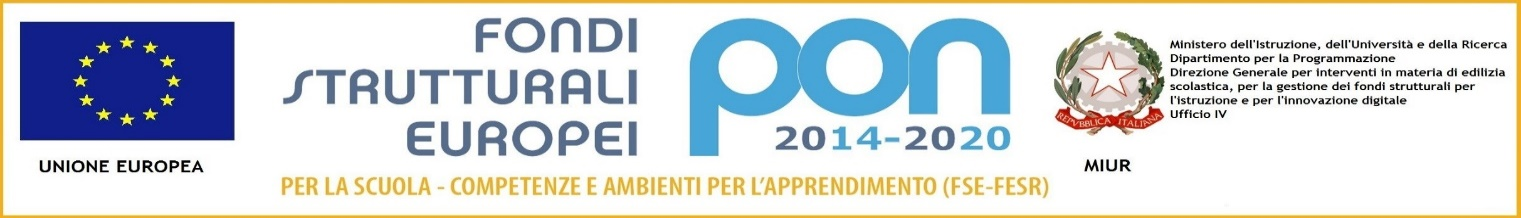 UNIONE EUROPEA
FONDI
STRUTTURALI
EUROPEI
pon
2014-2020
PER LA SCUOLA - COMPETENZE E AMBIENTI PER L'APPRENDIMENTO (FSE-FESR)
REPVBBLICA ITALIANA
MIUR
Ministero dell'Istruzione, dell'Università e della Ricerca
Dipartimento per la Programmazione
Direzione Generale per interventi in materia di edilizia
scolastica, per la gestione dei fondi strutturali per
l'istruzione e per l'innovazione digitale
Ufficio IV